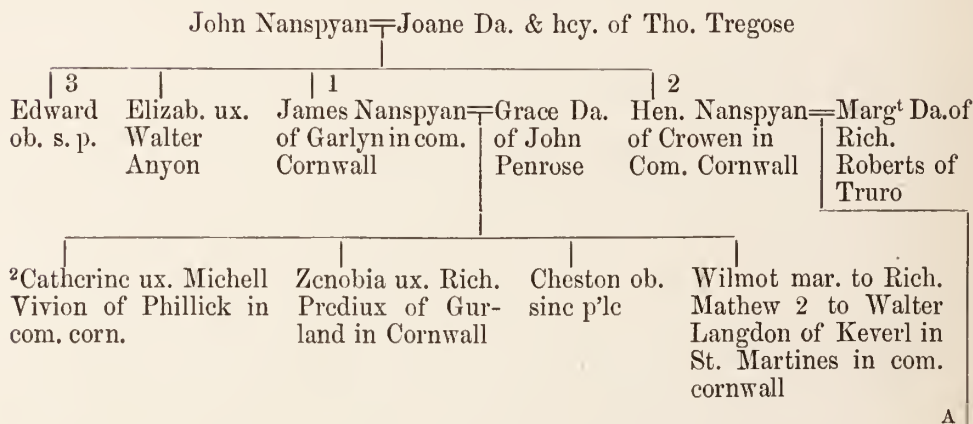 John Nanspyan Joane Da. & hcy. of Tho. Tregose
3
Edward
ob. s. p.
Elizab. ux.
Walter
Anyon
1
James Nanspyan
of Garlyn in com.
Cornwall
Grace Da.
of John
Penrose
2
Hen. Nanspyan
of Crowen in
Com. Cornwall
Margt Da. of
Rich.
Roberts of
Truro
2Catherine ux. Michell
Vivion of Phillick in
com. corn.
Zenobia ux. Rich.
Prediux of Gur-
land in Cornwall
Cheston ob.
sine p'le
Wilmot mar. to Rich.
Mathew 2 to Walter
Langdon of Keverl in
St. Martines in com.
cornwall
A